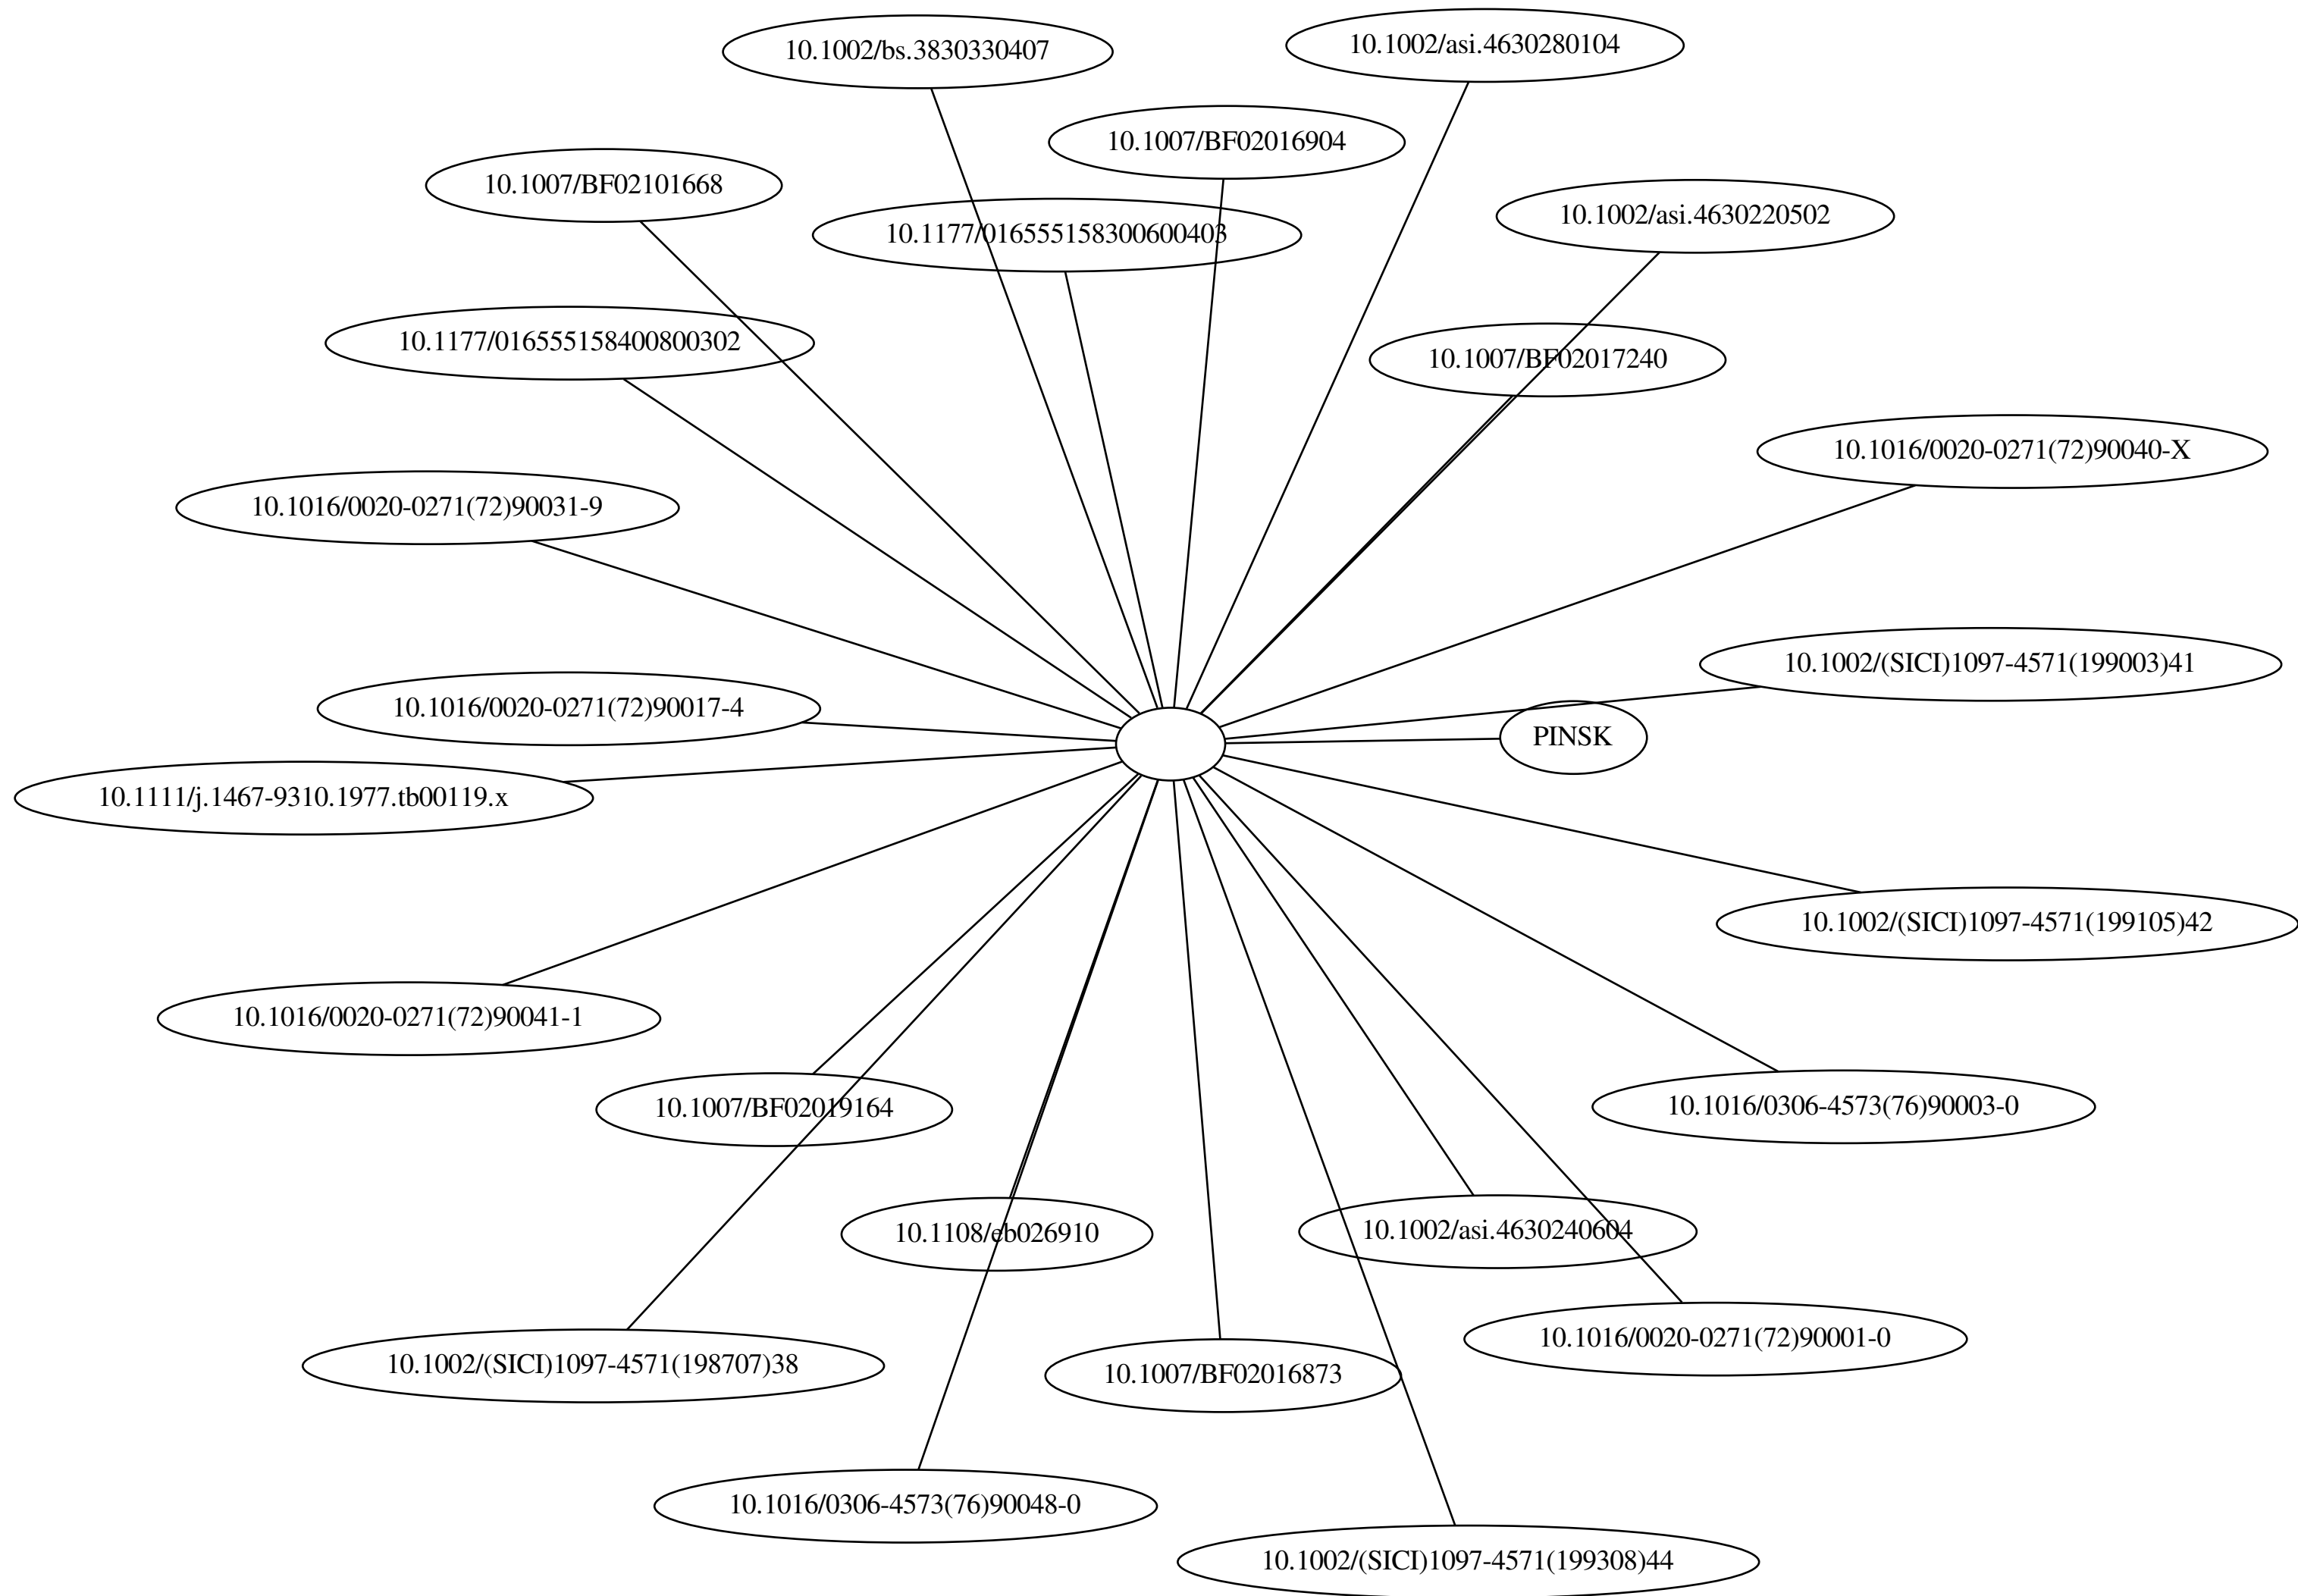 10.1002/asi.4630280104
10.1002/bs.3830330407
10.1007/BF02016904
10.1007/BF02101668
10.1002/asi.4630220502
10.1177/016555158300600403
10.1177/016555158400800302
10.1007/BF02017240
10.1016/0020-0271(72)90040-X
10.1016/0020-0271(72)90031-9
10.1002/(SICI)1097-4571(199003)41
10.1016/0020-0271(72)90017-4
PINSK
10.1111/j.1467-9310.1977.tb00119.x
10.1002/(SICI)1097-4571(199105)42
10.1016/0020-0271(72)90041-1
10.1016/0306-4573(76)90003-0
10.1007/BF02019164
10.1002/asi.4630240604
10.1108/eb026910
10.1016/0020-0271(72)90001-0
10.1002/(SICI)1097-4571(198707)38
10.1007/BF02016873
10.1016/0306-4573(76)90048-0
10.1002/(SICI)1097-4571(199308)44